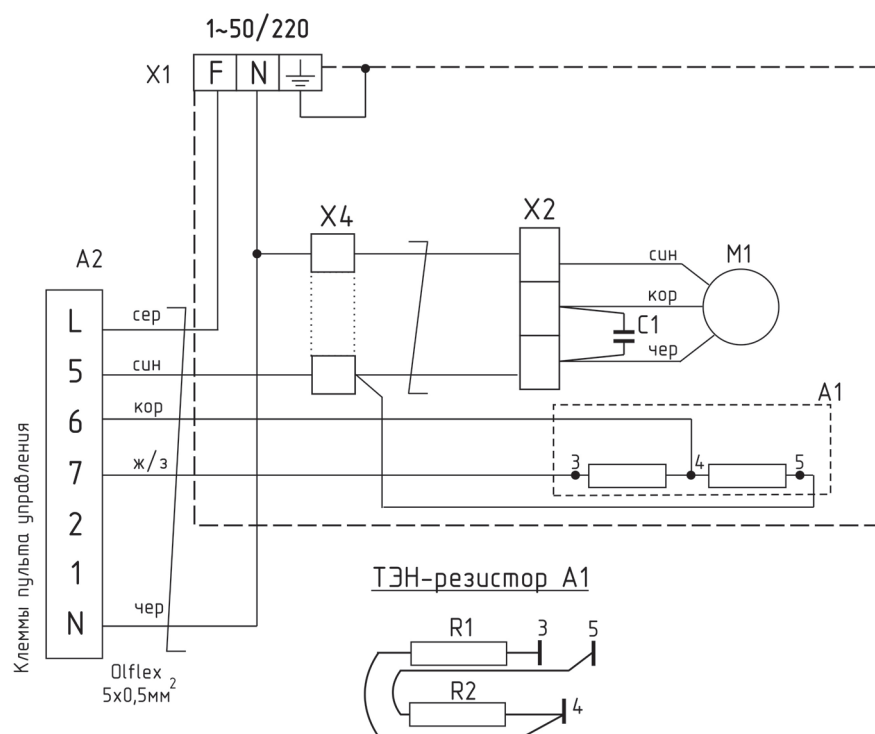 1~50/220
X1 F N
X4
X2
A2
син M1
кор
C1
чер
L сер
5 син
6 кор
7 ж/з
2
1
N чер
A1
3 4 5
Клеммы пульта управления
Olflex
5x0,5мм²
ТЭН-резистор А1
R1 3 5
R2 4